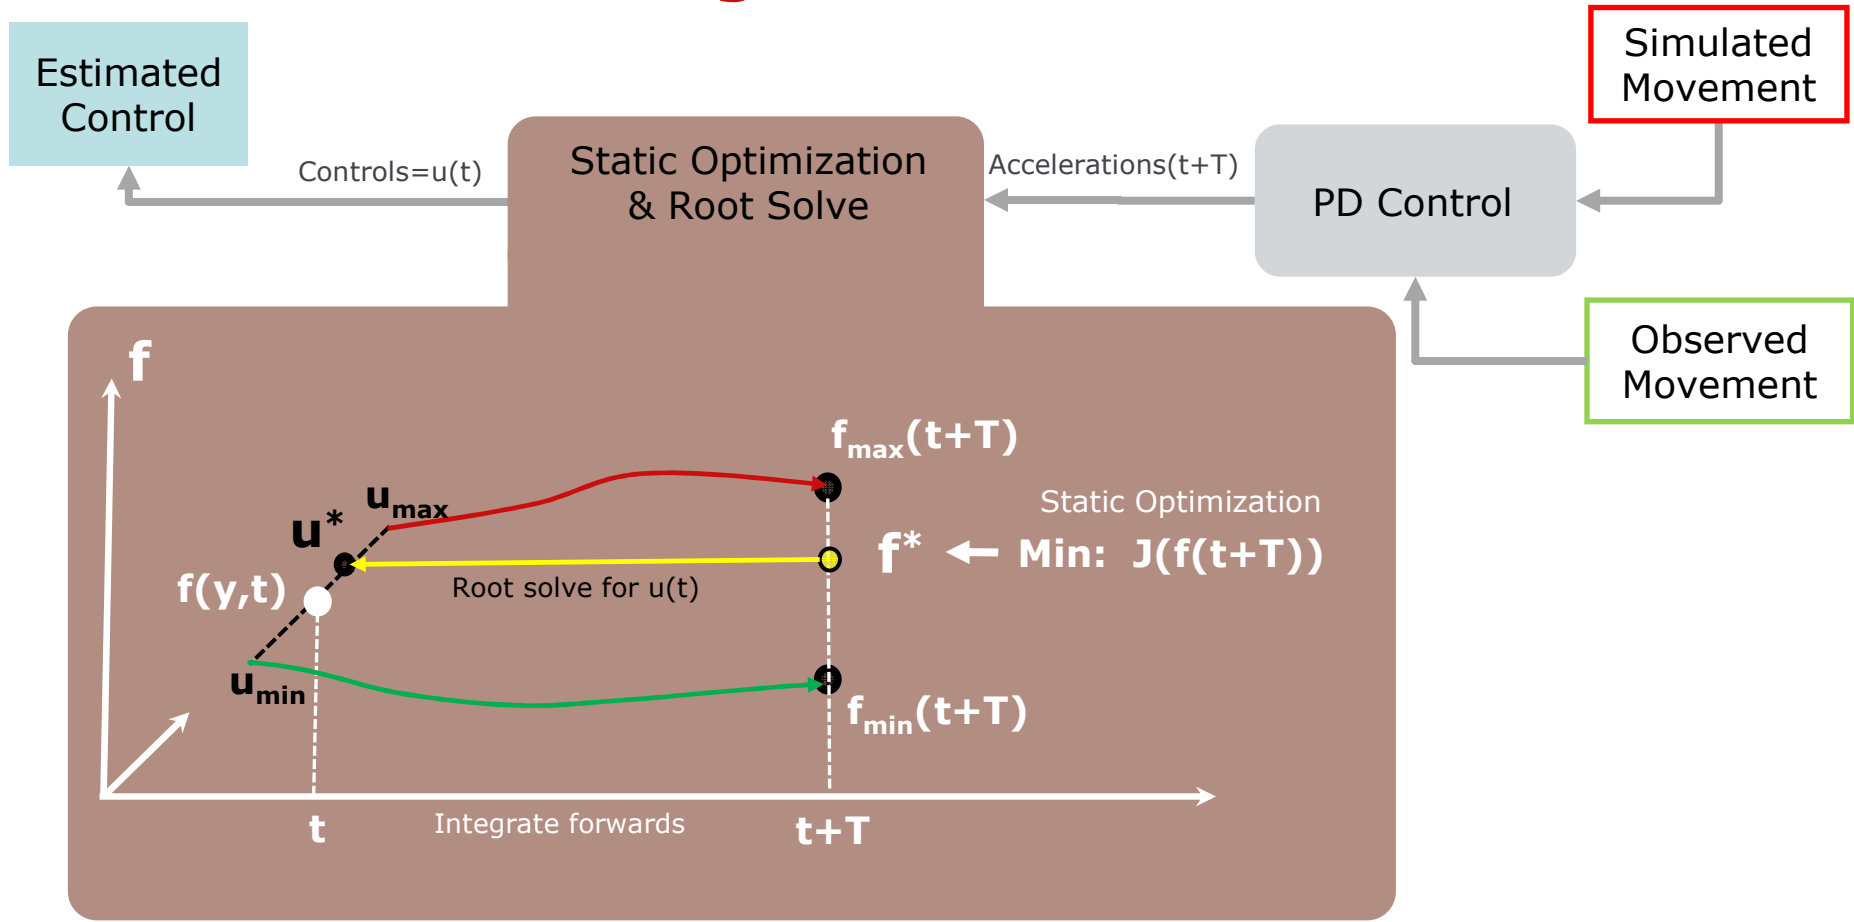 Estimated
Control
Controls=u(t)
Static Optimization
& Root Solve
Accelerations(t+T)
PD Control
Simulated
Movement
Observed
Movement
f
fmax(t+T)
umax
u*
Static Optimization
f* Min: J(f(t+T))
f(y,t)
Root solve for u(t)
umin
fmin(t+T)
t
Integrate forwards
t+T